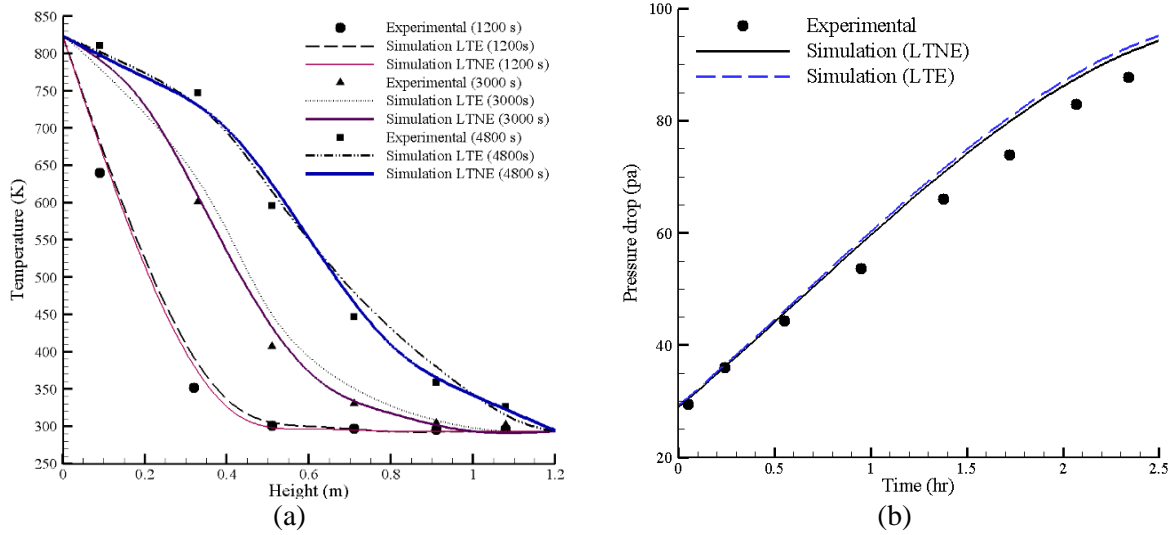 850
800
750
700
650
600
550
500
450
400
350
300
250
Temperature (K)
0
0.2
0.4
0.6
0.8
1
1.2
Height (m)
Experimental (1200 s)
Simulation LTE (1200s)
Simulation LTNE (1200 s)
Experimental (3000 s)
Simulation LTE (3000s)
Simulation LTNE (3000 s)
Experimental (4800 s)
Simulation LTE (4800s)
Simulation LTNE (4800 s)
(a)
100
80
60
40
20
Pressure drop (pa)
0
0.5
1
1.5
2
2.5
Time (hr)
Experimental
Simulation (LTNE)
Simulation (LTE)
(b)